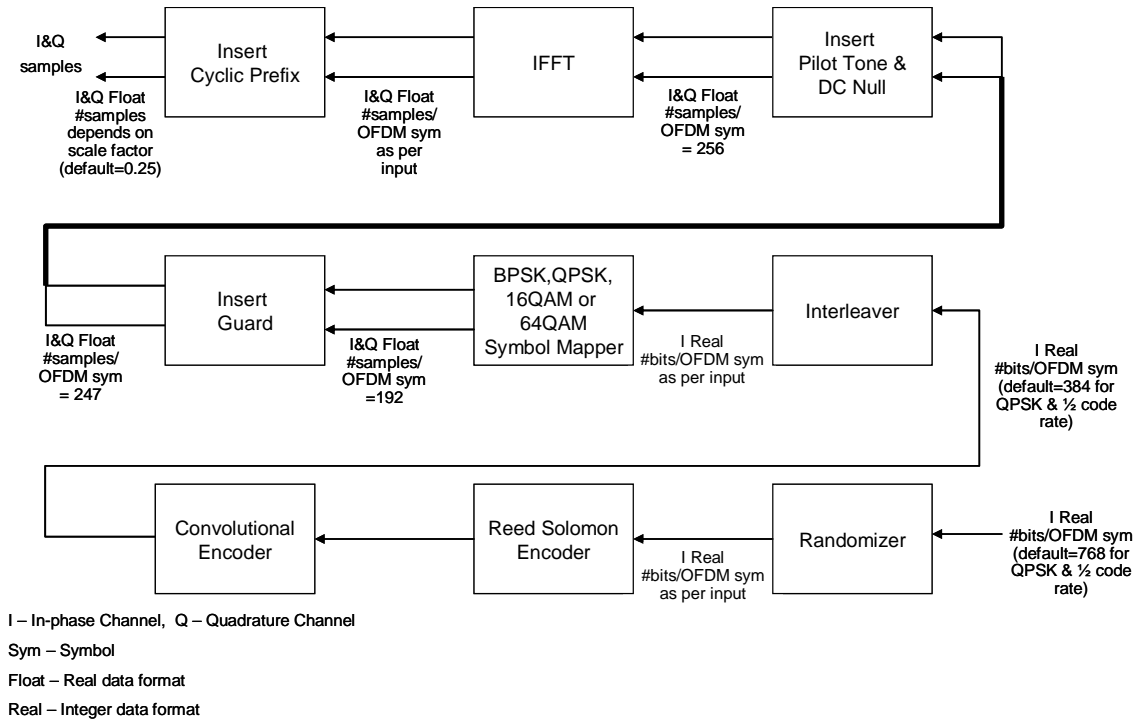 I&Q
samples
Insert
Cyclic Prefix
IFFT
Insert
Pilot Tone &
DC Null
I&Q Float
#samples
depends on
scale factor
(default=0.25)
I&Q Float
#samples/
OFDM sym
as per
input
I&Q Float
#samples/
OFDM sym
= 256
Insert
Guard
BPSK,QPSK,
16QAM or
64QAM
Symbol Mapper
Interleaver
I&Q Float
#samples/
OFDM sym
= 247
I&Q Float
#samples/
OFDM sym
=192
I Real
#bits/OFDM sym
as per input
I Real
#bits/OFDM sym
(default=384 for
QPSK & ½ code
rate)
Convolutional
Encoder
Reed Solomon
Encoder
Randomizer
I Real
#bits/OFDM sym
as per input
I Real
#bits/OFDM sym
(default=768 for
QPSK & ½ code
rate)
I – In-phase Channel, Q – Quadrature Channel
Sym – Symbol
Float – Real data format
Real – Integer data format